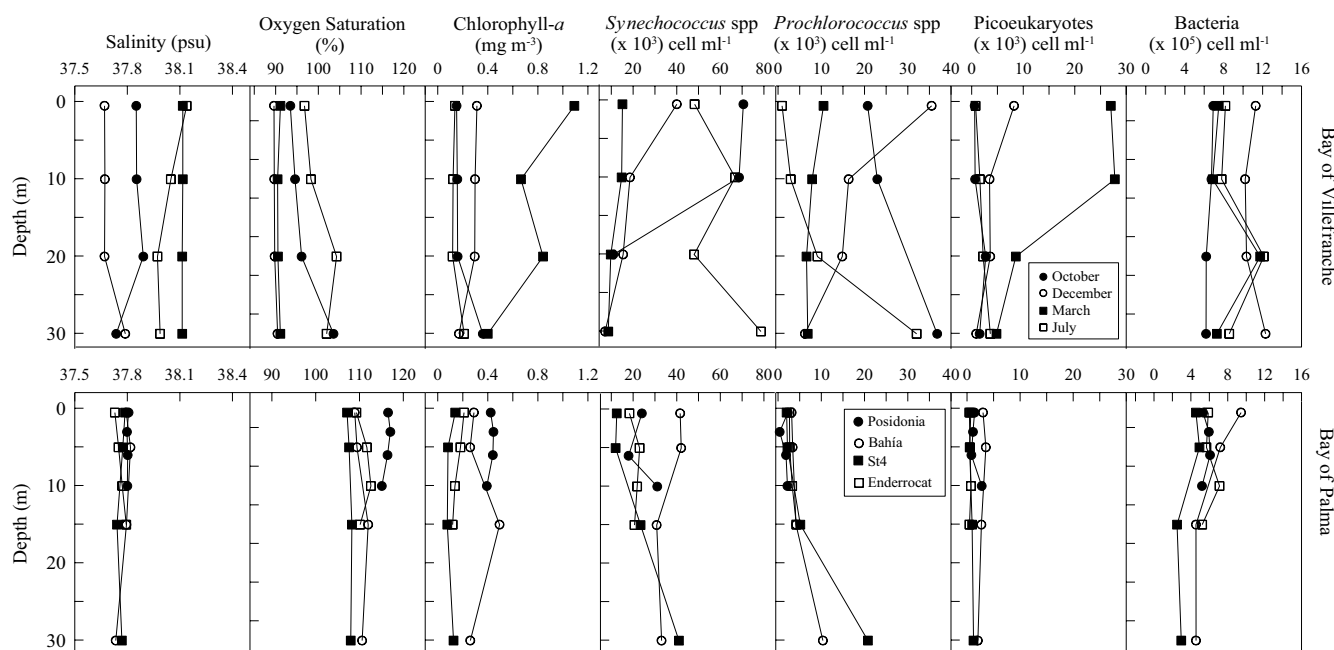 Salinity (psu)
37.5 37.8 38.1 38.4
Oxygen Saturation
(%)
90 100 110 120
Chlorophyll-a
(mg m-3)
0 0.4 0.8 1.2
Synechococcus spp
(x 10³) cell ml-1
20 40 60 80
Prochlorococcus spp
(x 10³) cell ml-1
0 10 20 30 40
Picoeukaryotes
(x 10³) cell ml-1
0 10 20 30
Bacteria
(x 10⁵) cell ml-1
0 4 8 12 16
Depth (m)
0
10
20
30
October
December
March
July
Bay of Villefranche
37.5 37.8 38.1 38.4
90 100 110 120
0 0.4 0.8 1.2
20 40 60 80
0 10 20 30 40
0 10 20 30
0 4 8 12 16
Depth (m)
0
10
20
30
Posidonia
Bahía
St4
Enderrocat
Bay of Palma